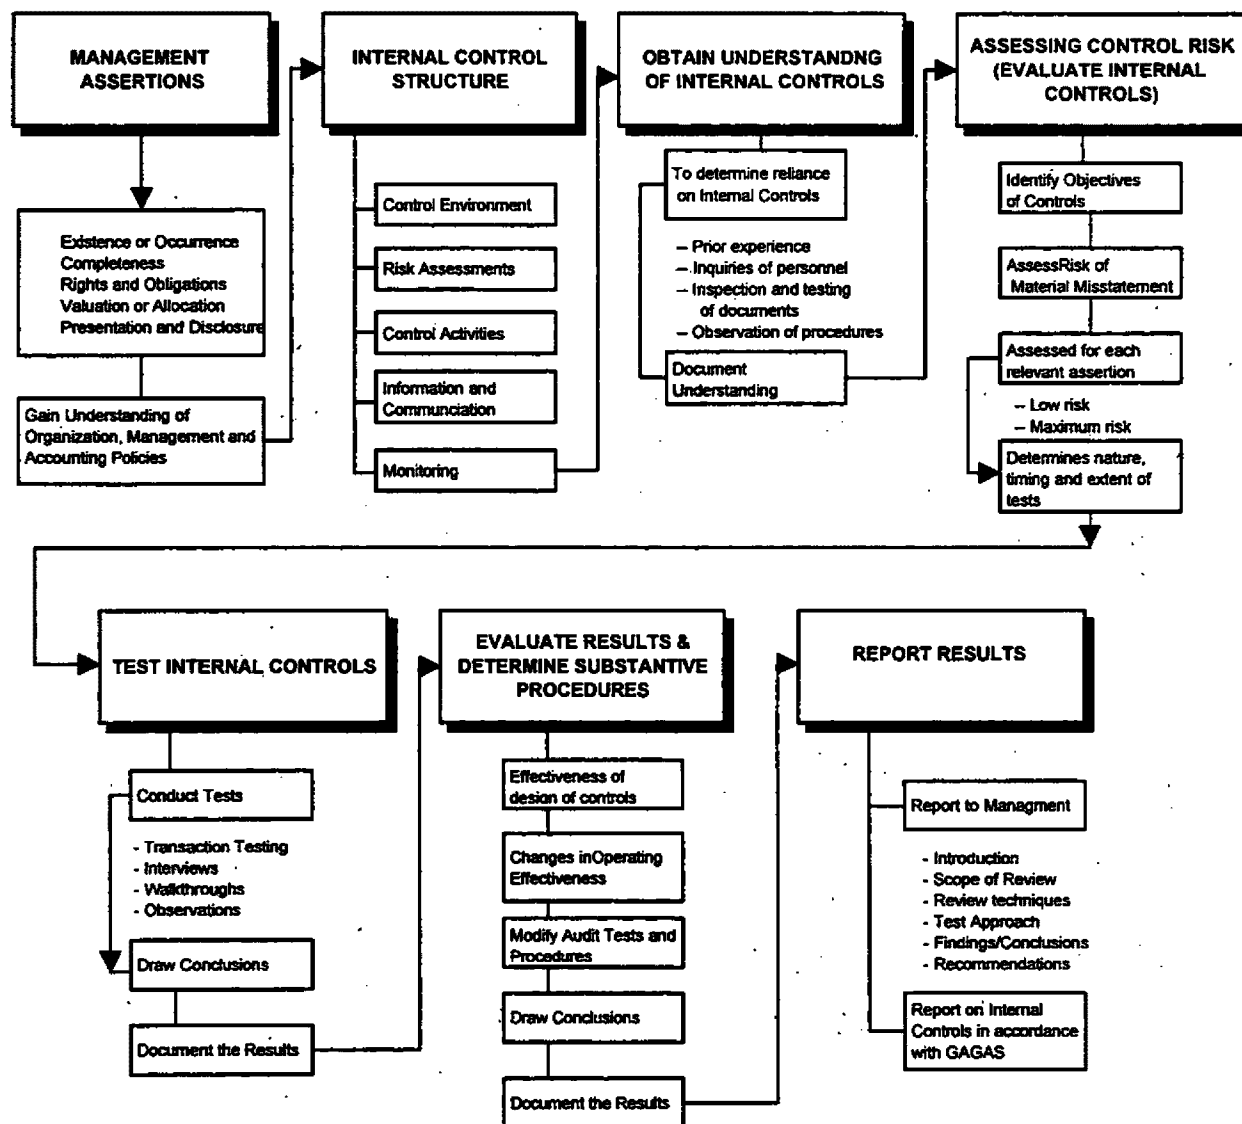 MANAGEMENT
ASSERTIONS
Existence or Occurrence
Completeness
Rights and Obligations
Valuation or Allocation
Presentation and Disclosure
Gain Understanding of
Organization, Management and
Accounting Policies
INTERNAL CONTROL
STRUCTURE
Control Environment
Risk Assessments
Control Activities
Information and
Communciation
Monitoring
OBTAIN UNDERSTANDNG
OF INTERNAL CONTROLS
To determine reliance
on Internal Controls
– Prior experience
– Inquiries of personnel
– Inspection and testing
of documents
– Observation of procedures
Document
Understanding
ASSESSING CONTROL RISK
(EVALUATE INTERNAL
CONTROLS)
Identify Objectives
of Controls
AssessRisk of
Material Misstatement
Assessed for each
relevant assertion
– Low risk
– Maximum risk
Determines nature,
timing and extent of
tests
TEST INTERNAL CONTROLS
Conduct Tests
- Transaction Testing
- Interviews
- Walkthroughs
- Observations
Draw Conclusions
Document the Results
EVALUATE RESULTS &
DETERMINE SUBSTANTIVE
PROCEDURES
Effectiveness of
design of controls
Changes inOperating
Effectiveness
Modify Audit Tests and
Procedures
Draw Conclusions
Document the Results
REPORT RESULTS
Report to Managment
- Introduction
- Scope of Review
- Review techniques
- Test Approach
- Findings/Conclusions
- Recommendations
Report on Internal
Controls in accordance
with GAGAS